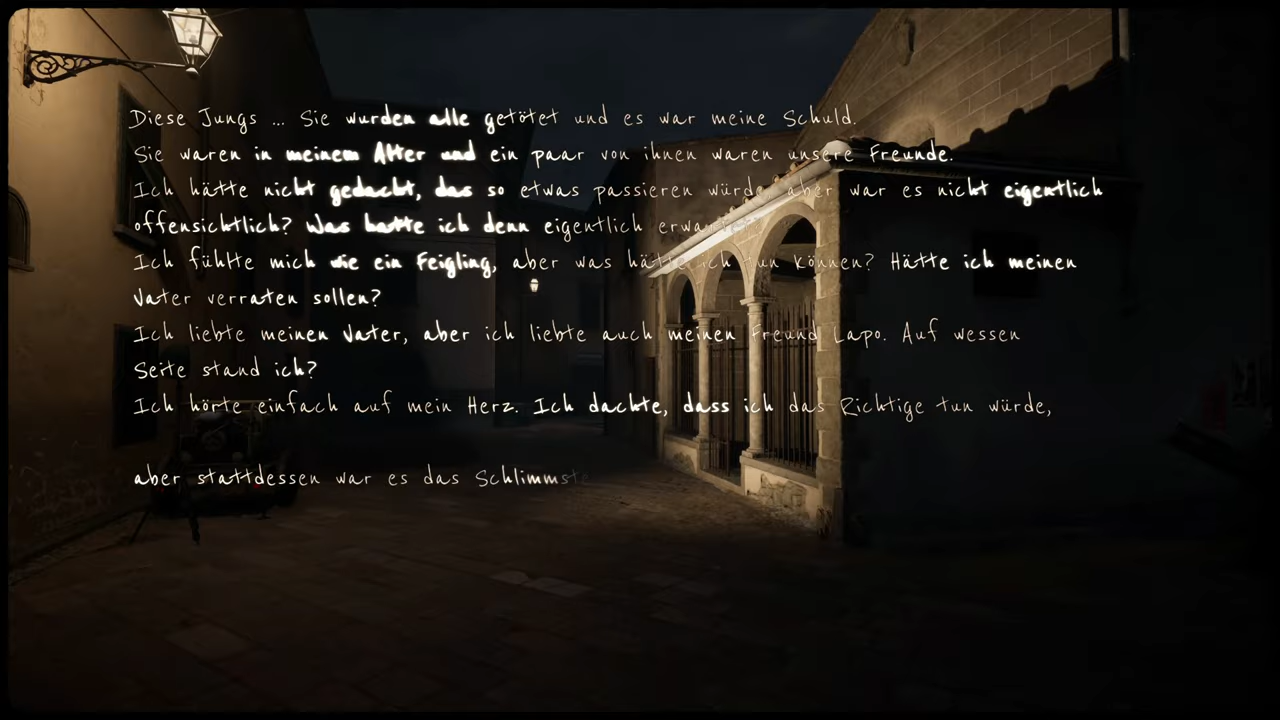 Diese Jungs ... Sie wurden alle getötet und es war meine Schuld.
Sie waren in meinem Alter und ein paar von ihnen waren unsere Freunde.
Ich hätte nicht gedacht, das so etwas passieren würde, aber war es nicht eigentlich
offensichtlich? Was hatte ich denn eigentlich
Ich fühlte mich wie ein Feigling, aber was hätte ich tun können? Hätte ich meinen
Vater verraten sollen?
Ich liebte meinen Vater, aber ich liebte auch meinen Freund Lapo. Auf wessen
Seite stand ich?
Ich hörte einfach auf mein Herz. Ich dachte, dass ich das Richtige tun würde,
aber stattdessen war es das Schlimmste